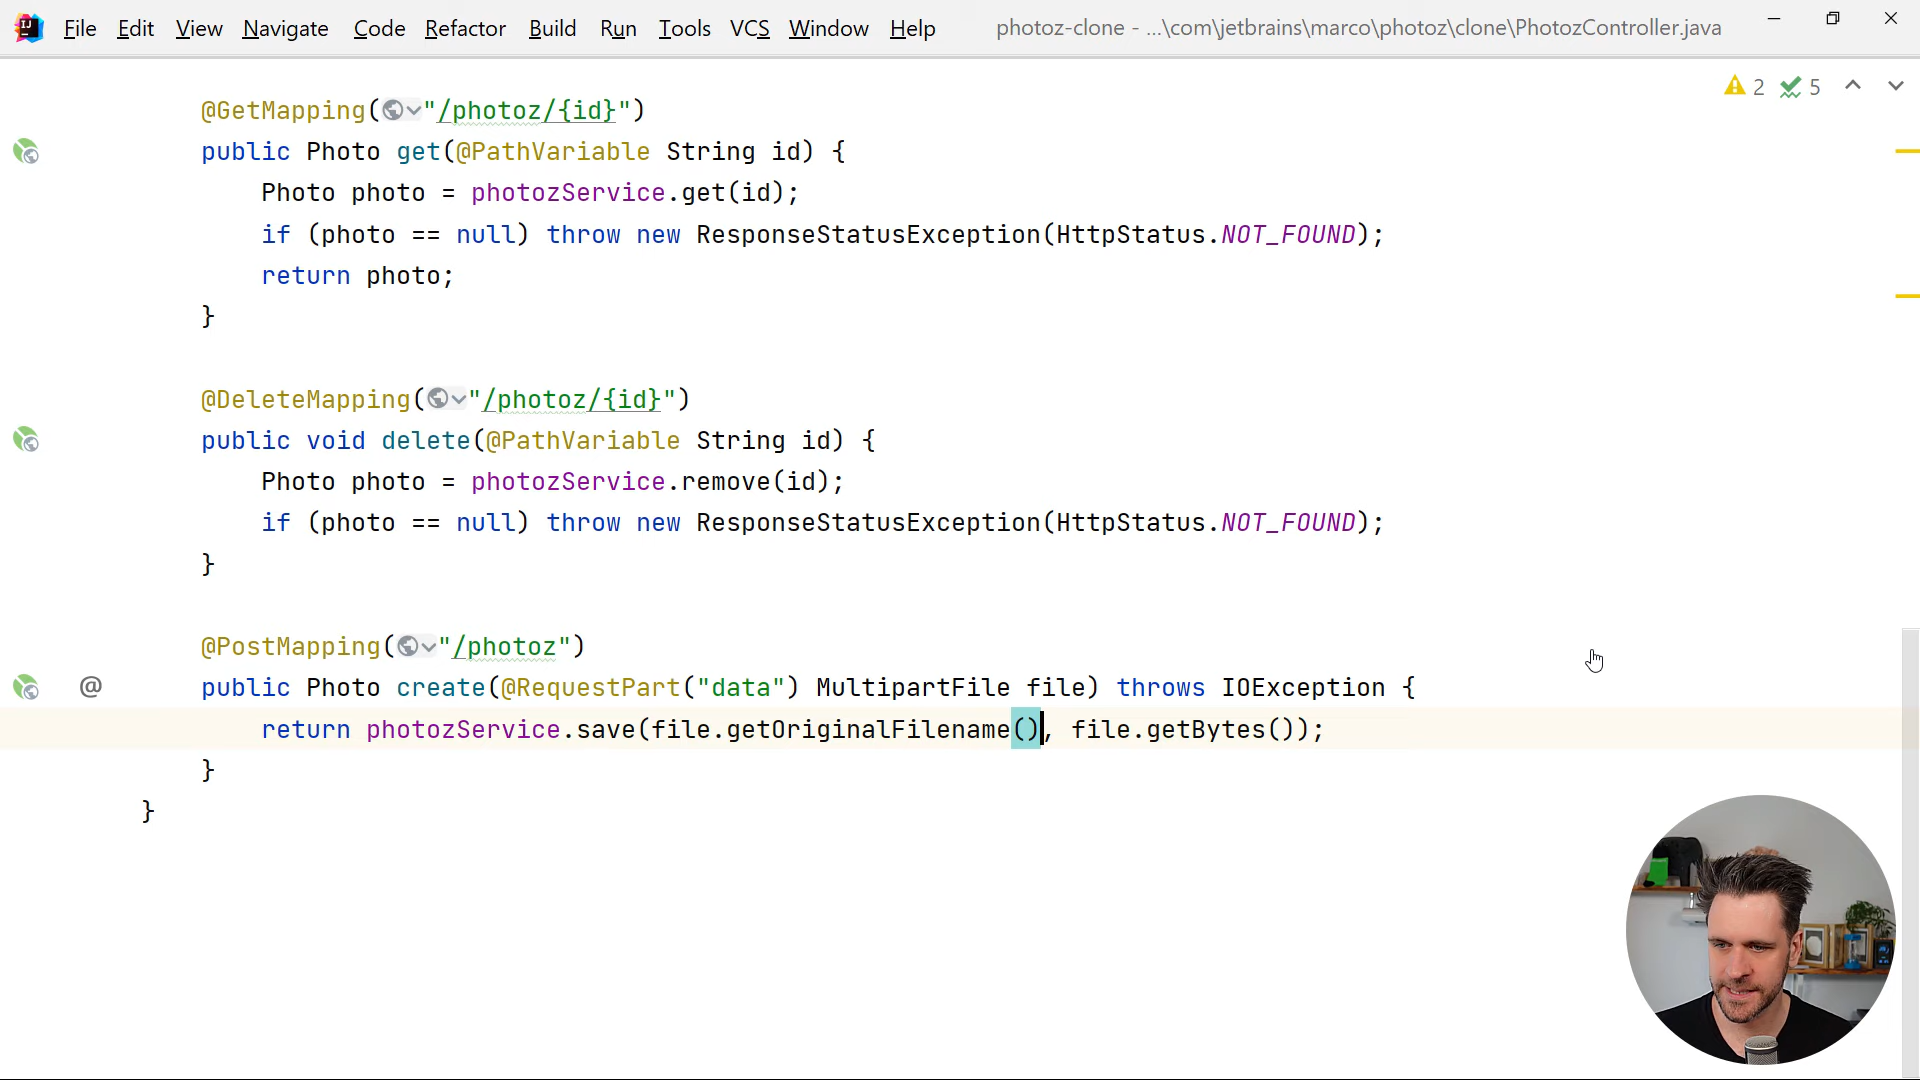 File Edit View Navigate Code Refactor Build Run Tools VCS Window Help photoz-clone - ...\com\jetbrains\marco\photoz\clone\PhotozController.java
2 5
@GetMapping("/photoz/{id}")
public Photo get(@PathVariable String id) {
Photo photo = photozService.get(id);
if (photo == null) throw new ResponseStatusException(HttpStatus.NOT_FOUND);
return photo;
}
@DeleteMapping("/photoz/{id}")
public void delete(@PathVariable String id) {
Photo photo = photozService.remove(id);
if (photo == null) throw new ResponseStatusException(HttpStatus.NOT_FOUND);
}
@PostMapping("/photoz")
@ public Photo create(@RequestPart("data") MultipartFile file) throws IOException {
return photozService.save(file.getOriginalFilename(), file.getBytes());
}
}